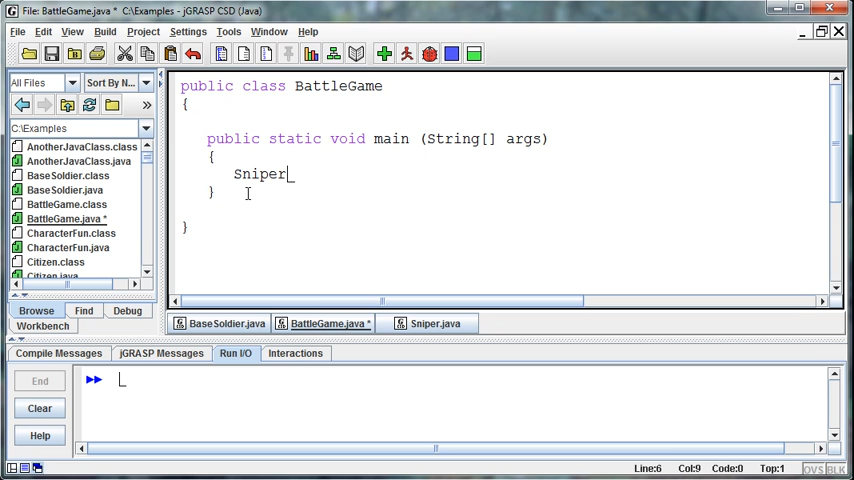 File: BattleGame.java * C:\Examples - jGRASP CSD (Java)
File Edit View Build Project Settings Tools Window Help
All Files Sort By N...
C:\Examples
AnotherJavaClass.class
AnotherJavaClass.java
BaseSoldier.class
BaseSoldier.java
BattleGame.class
BattleGame.java *
CharacterFun.class
CharacterFun.java
Citizen.class
Citizen.java
Browse Find Debug
Workbench
public class BattleGame
{
public static void main (String[] args)
{
Sniper
}
}
BaseSoldier.java BattleGame.java * Sniper.java
Compile Messages jGRASP Messages Run I/O Interactions
End
Clear
Help
Line:6 Col:9 Code:0 Top:1 OVS BLK